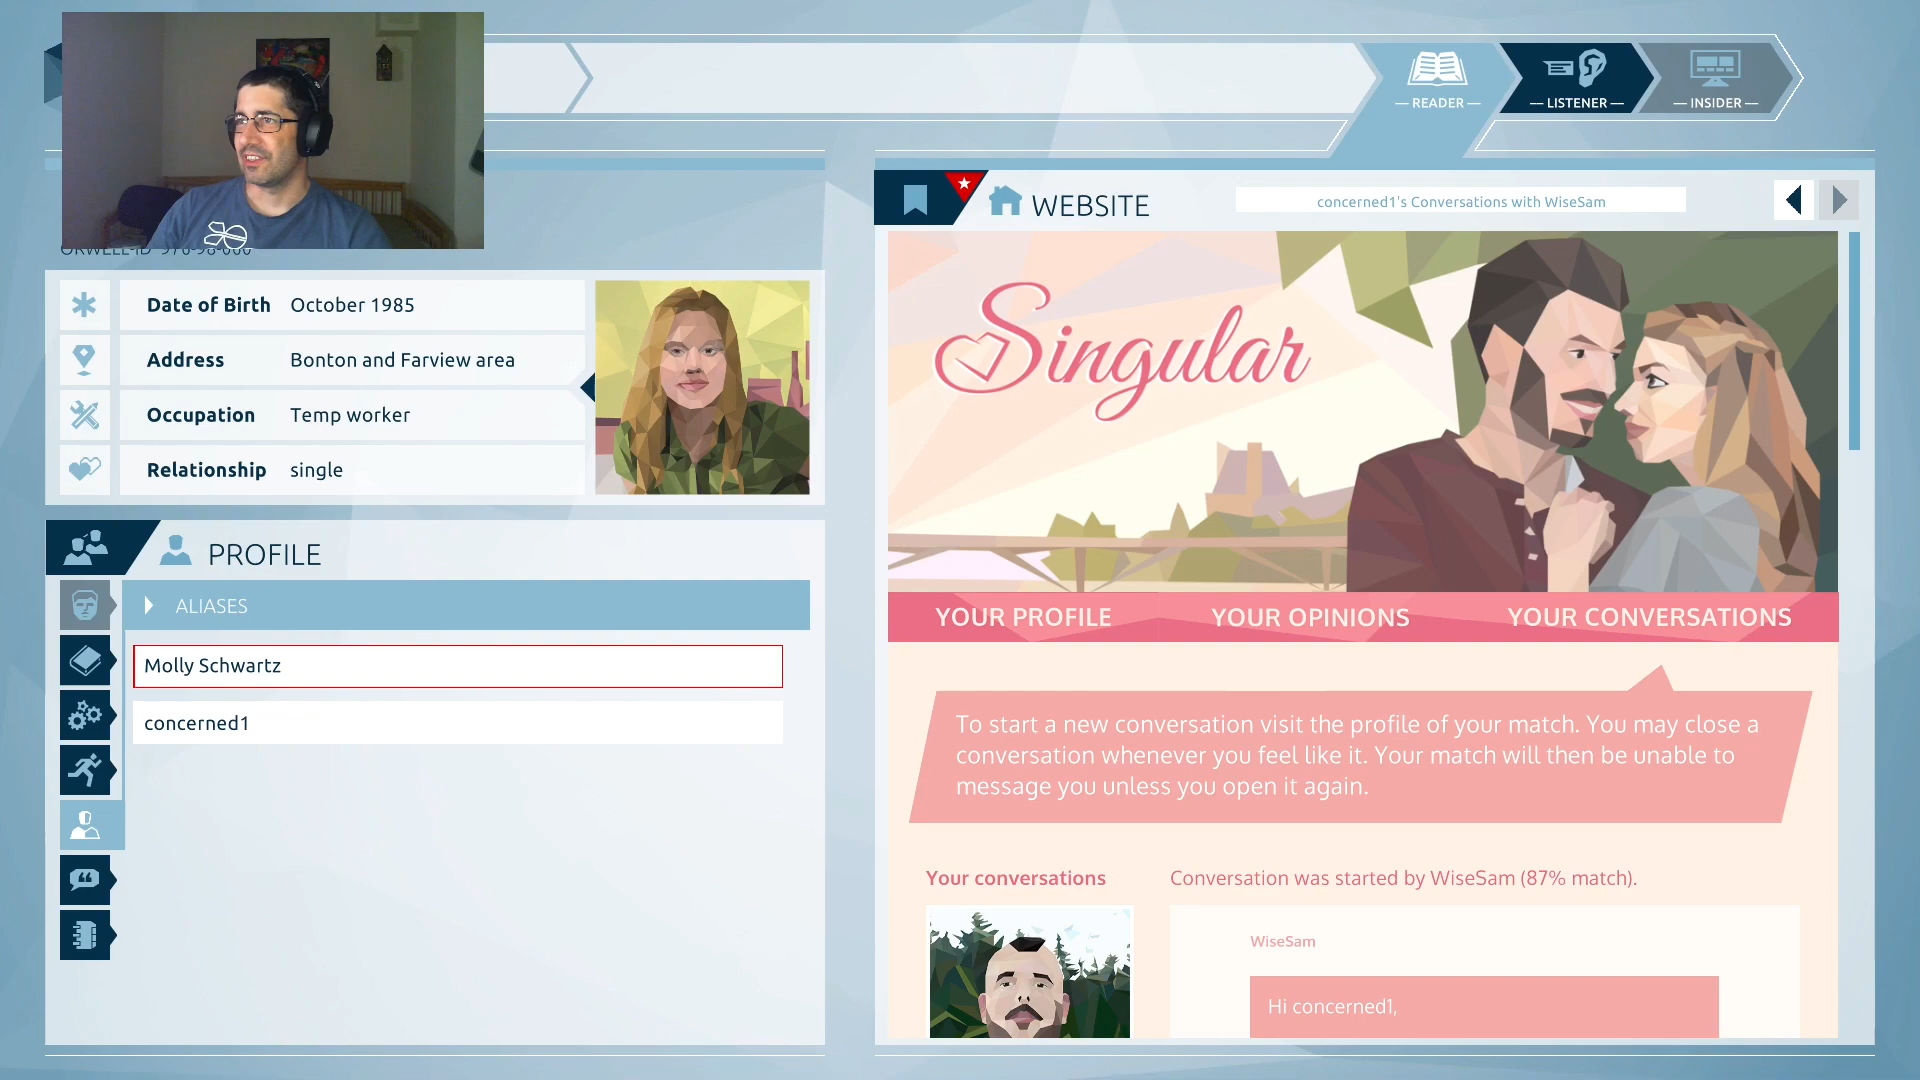 READER
LISTENER
INSIDER
WEBSITE
concerned1's Conversations with WiseSam
ORWELL-ID
Date of Birth October 1985
Address Bonton and Farview area
Occupation Temp worker
Relationship single
PROFILE
ALIASES
Molly Schwartz
concerned1
Singular
YOUR PROFILE YOUR OPINIONS YOUR CONVERSATIONS
To start a new conversation visit the profile of your match. You may close a
conversation whenever you feel like it. Your match will then be unable to
message you unless you open it again.
Your conversations
Conversation was started by WiseSam (87% match).
WiseSam
Hi concerned1,